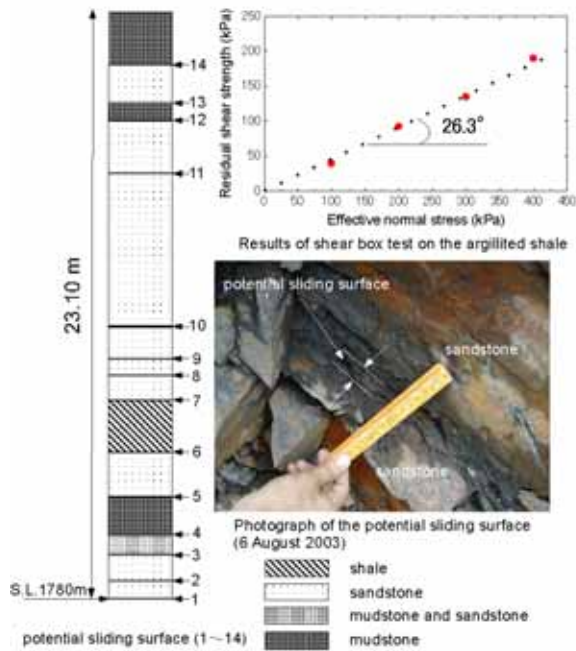 14
13
12
11
10
9
8
7
6
5
4
3
2
1
23.10 m
S.L.1780m
potential sliding surface (1～14)
Residual shear strength (kPa)
250
200
150
100
50
0
26.3°
0 50 100 150 200 250 300 350 400 450
Effective normal stress (kPa)
Results of shear box test on the argillited shale
potential sliding surface
sandstone
sandstone
Photograph of the potential sliding surface
(6 August 2003)
shale
sandstone
mudstone and sandstone
mudstone